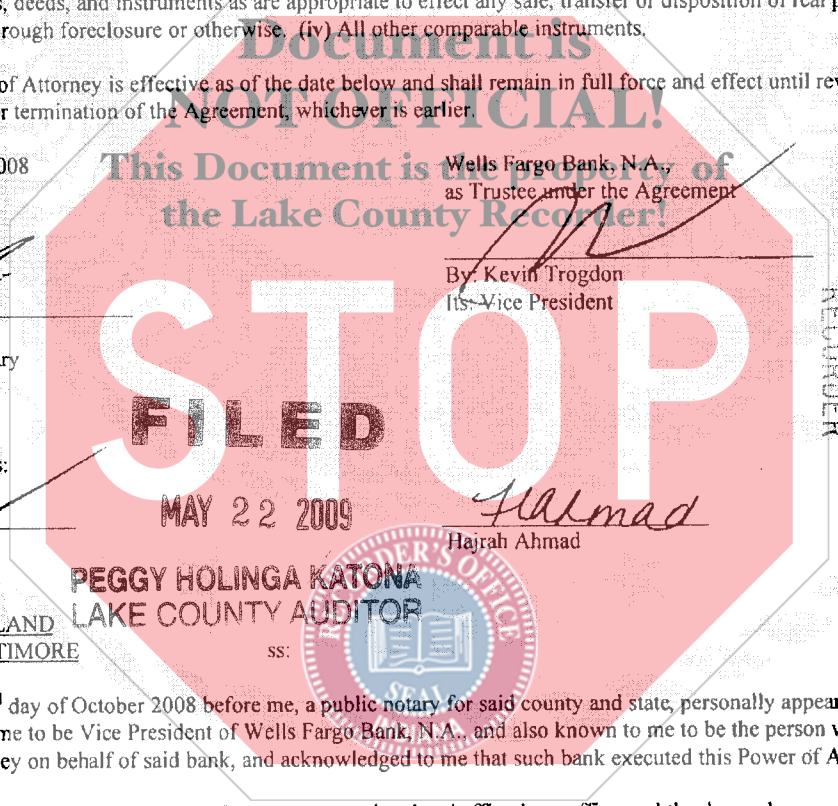 , deeds, and instruments as are appropriate to effect any sale, transfer or disposition of real
rough foreclosure or otherwise. (iv) All other comparable instruments.
Document is
of Attorney is effective as of the date below and shall remain in full force and effect until
r termination of the Agreement, whichever is earlier.
NOT OFFICIAL!
008
Wells Fargo Bank, N.A.,
This Document is the property of
as Trustee under the Agreement
the Lake County Recorder!
By: Kevin Trogdon
Its: Vice President
RECORDER
STOP
ry
FILED
s:
MAY 22 2009
HAhmad
Hajrah Ahmad
PEGGY HOLINGA KATONA
LAKE COUNTY AUDITOR
LAND
TIMORE
ss:
RECORDER'S OFFICE
SEAL
INDIANA
day of October 2008 before me, a public notary for said county and state, personally appear
me to be Vice President of Wells Fargo Bank, N.A., and also known to me to be the person
ey on behalf of said bank, and acknowledged to me that such bank executed this Power of A